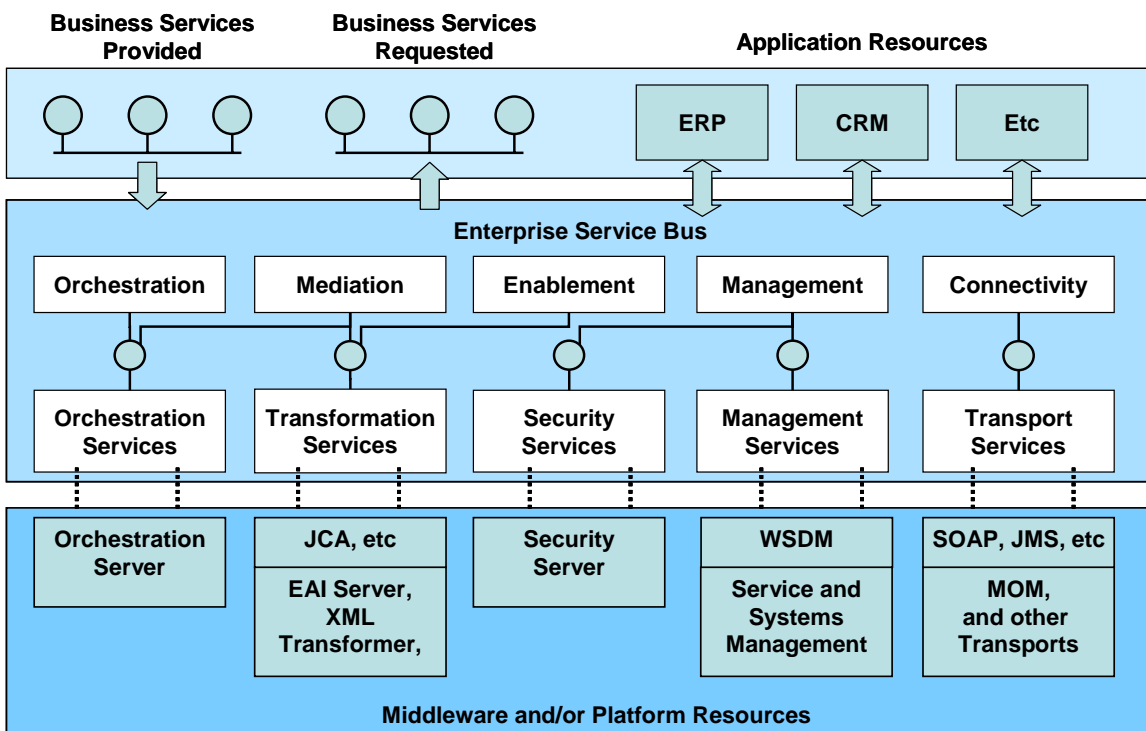 Business Services
Provided
Business Services
Requested
Application Resources
ERP
CRM
Etc
Enterprise Service Bus
Orchestration
Mediation
Enablement
Management
Connectivity
Orchestration
Services
Transformation
Services
Security
Services
Management
Services
Transport
Services
Orchestration
Server
JCA, etc
EAI Server,
XML
Transformer,
Security
Server
WSDM
Service and
Systems
Management
SOAP, JMS, etc
MOM,
and other
Transports
Middleware and/or Platform Resources